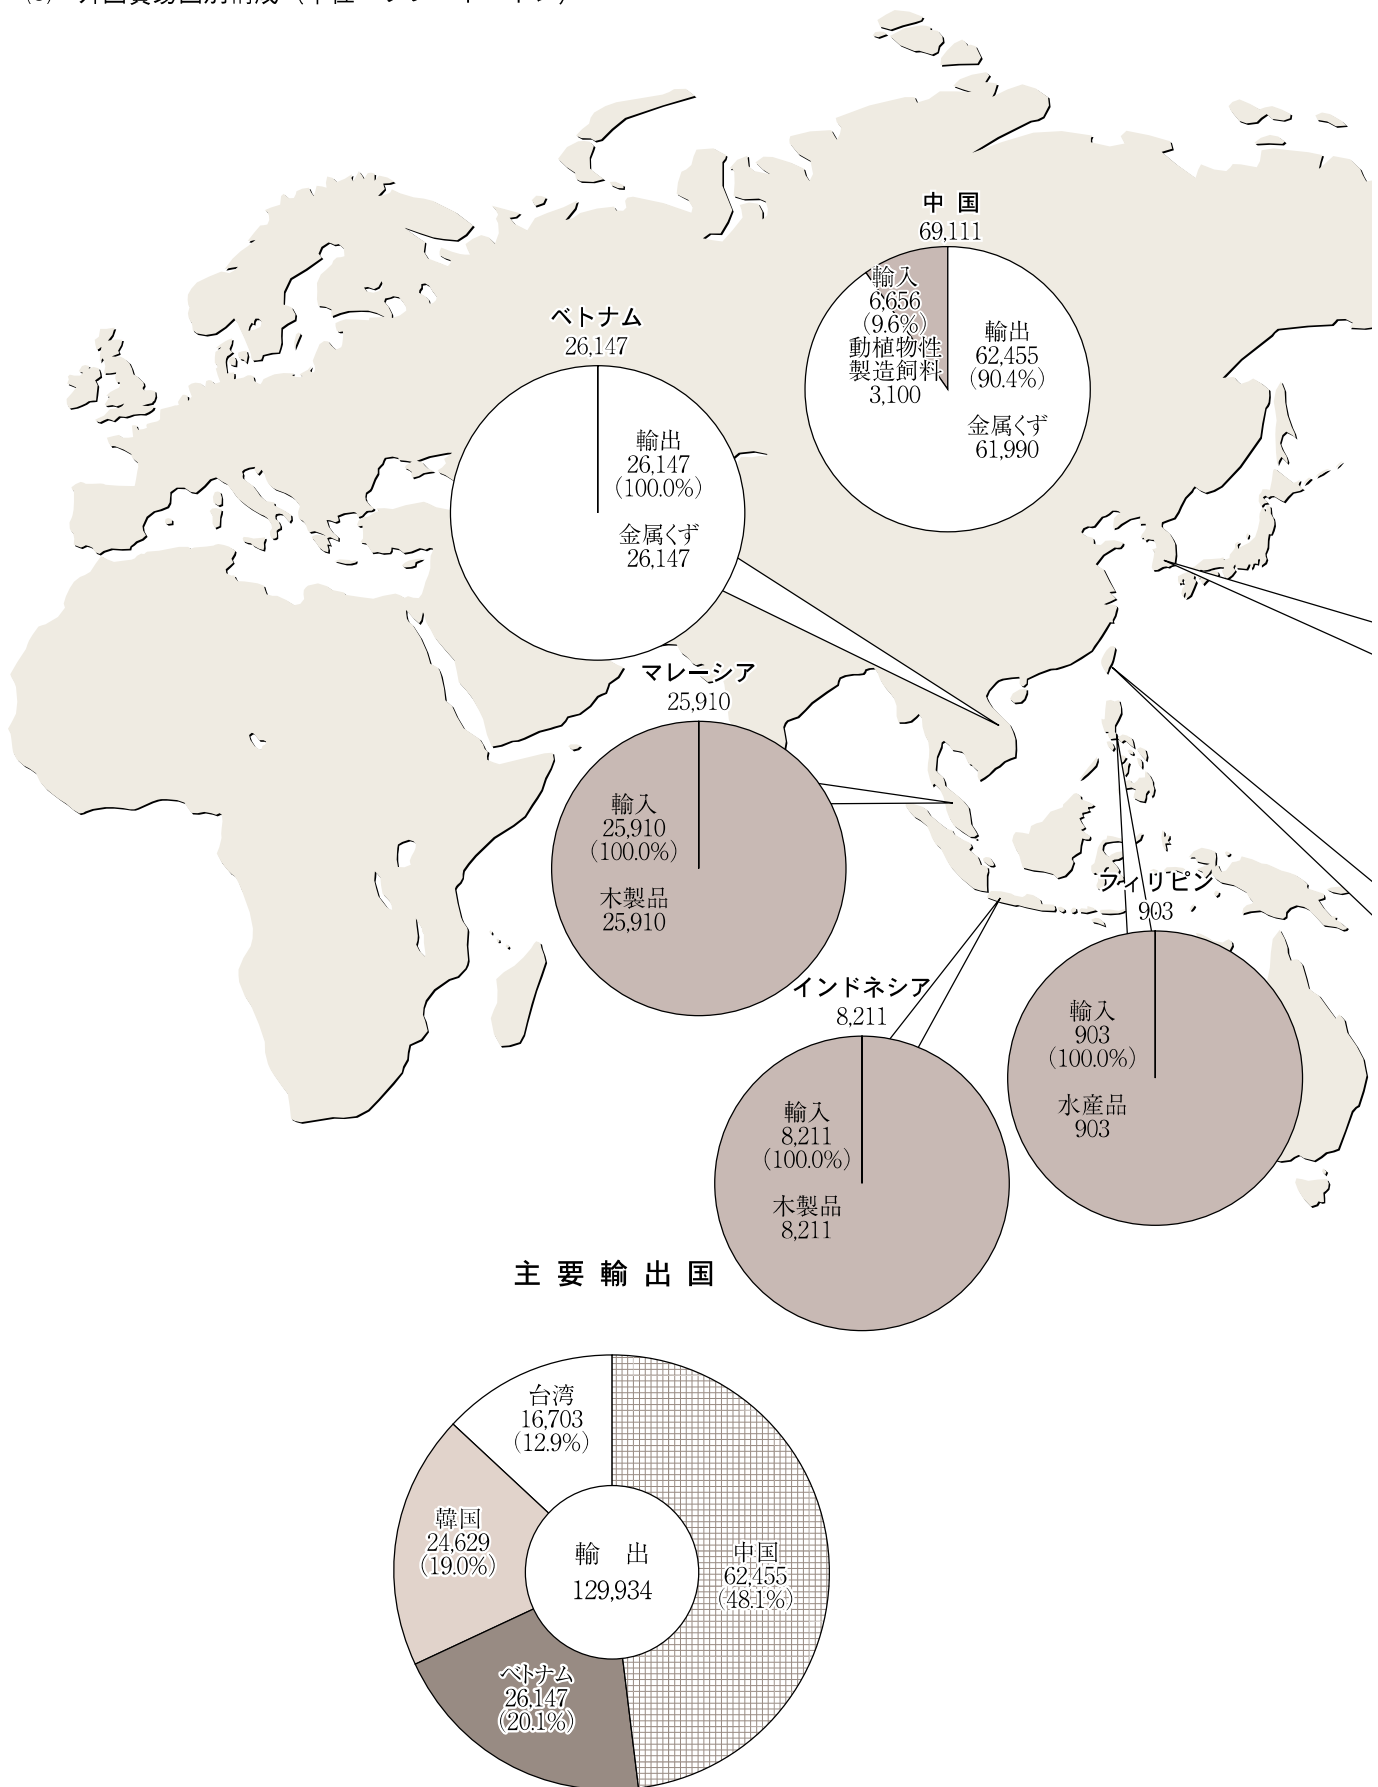 中 国
69,111
輸入
6,656
(9.6%)
動植物性
製造飼料
3,100
輸出
62,455
(90.4%)
金属くず
61,990
ベトナム
26,147
輸出
26,147
(100.0%)
金属くず
26,147
マレーシア
25,910
輸入
25,910
(100.0%)
木製品
25,910
フィリピン
903
輸入
903
(100.0%)
水産品
903
インドネシア
8,211
輸入
8,211
(100.0%)
木製品
8,211
主 要 輸 出 国
台湾
16,703
(12.9%)
韓国
24,629
(19.0%)
輸 出
129,934
中国
62,455
(48.1%)
ベトナム
26,147
(20.1%)